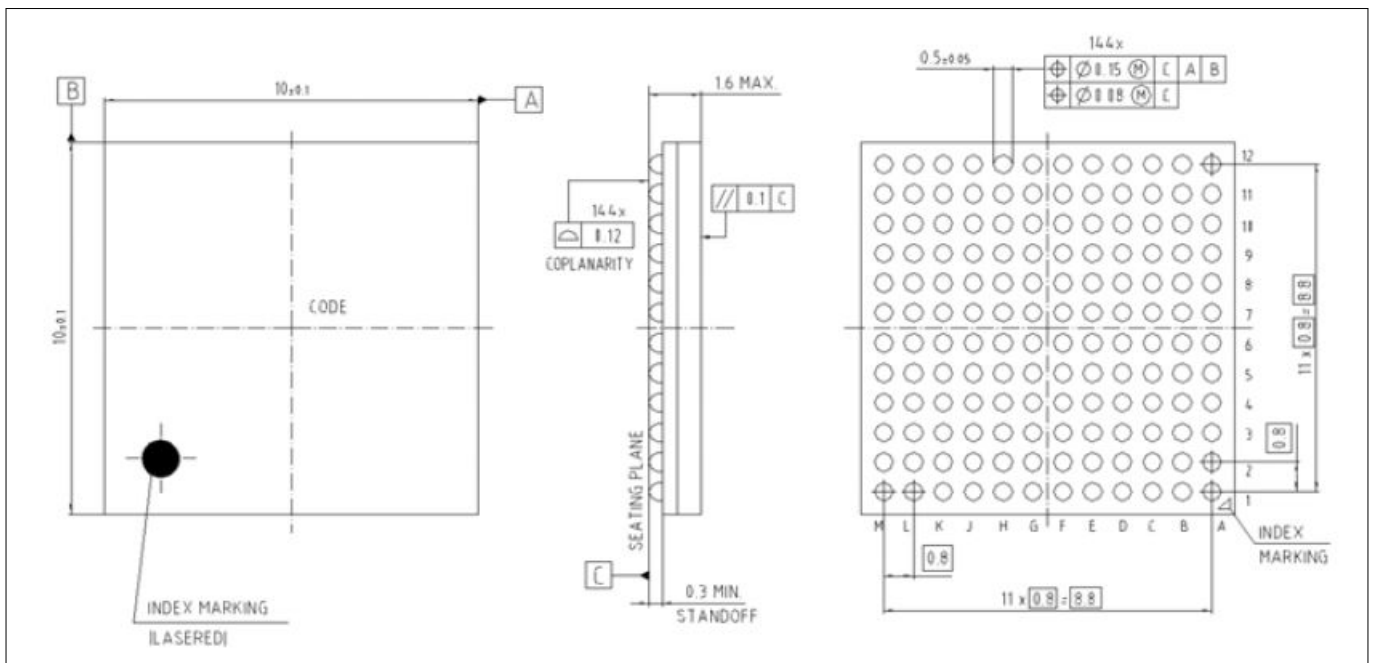 B
10±0.1
A
10±0.1
CODE
INDEX MARKING
(LASERED)
1.6 MAX.
// 0.1 C
144x
⌓ 0.12
COPLANARITY
SEATING PLANE
C
0.3 MIN.
STANDOFF
144x
0.5±0.05
⌖ Ø0.15 Ⓜ C A B
⌖ Ø0.08 Ⓜ C
12
11
10
9
8
7
6
5
4
3
2
1
11 x 0.8 = 8.8
0.8
M L K J H G F E D C B A
INDEX
MARKING
0.8
11 x 0.8 = 8.8